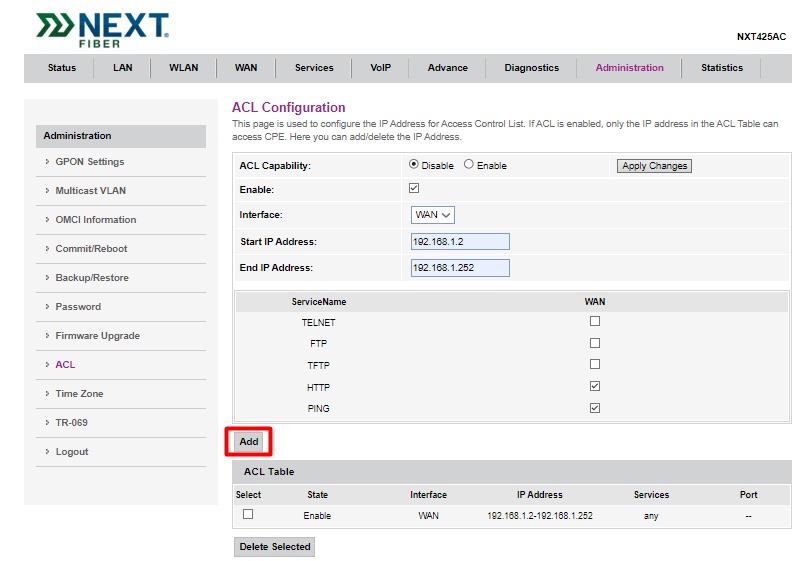 NEXT
FIBER
NXT425AC
Status LAN WLAN WAN Services VoIP Advance Diagnostics Administration Statistics
Administration
GPON Settings
Multicast VLAN
OMCI Information
Commit/Reboot
Backup/Restore
Password
Firmware Upgrade
ACL
Time Zone
TR-069
Logout
ACL Configuration
This page is used to configure the IP Address for Access Control List. If ACL is enabled, only the IP address in the ACL Table can
access CPE. Here you can add/delete the IP Address.
ACL Capability: Disable Enable Apply Changes
Enable:
Interface: WAN
Start IP Address: 192.168.1.2
End IP Address: 192.168.1.252
ServiceName WAN
TELNET
FTP
TFTP
HTTP
PING
Add
ACL Table
Select State Interface IP Address Services Port
Enable WAN 192.168.1.2-192.168.1.252 any --
Delete Selected